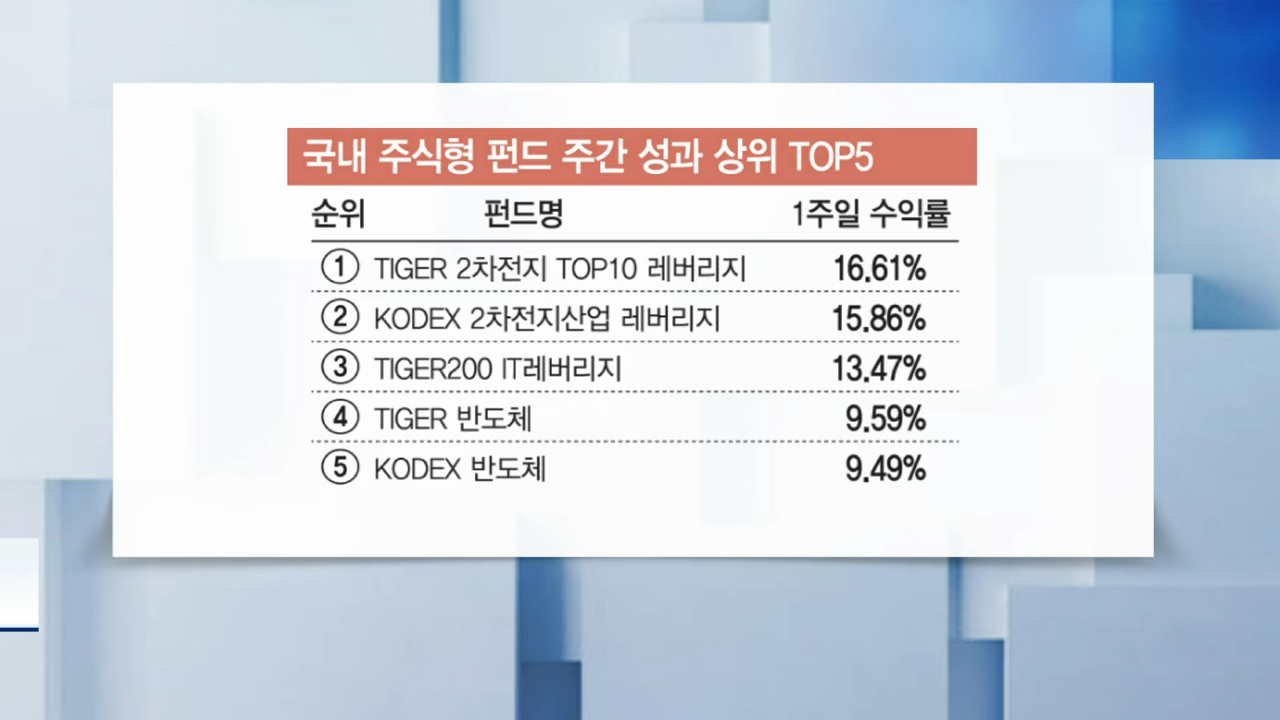 국내 주식형 펀드 주간 성과 상위 TOP5
순위 펀드명 1주일 수익률
① TIGER 2차전지 TOP10 레버리지 16.61%
② KODEX 2차전지산업 레버리지 15.86%
③ TIGER200 IT레버리지 13.47%
④ TIGER 반도체 9.59%
⑤ KODEX 반도체 9.49%